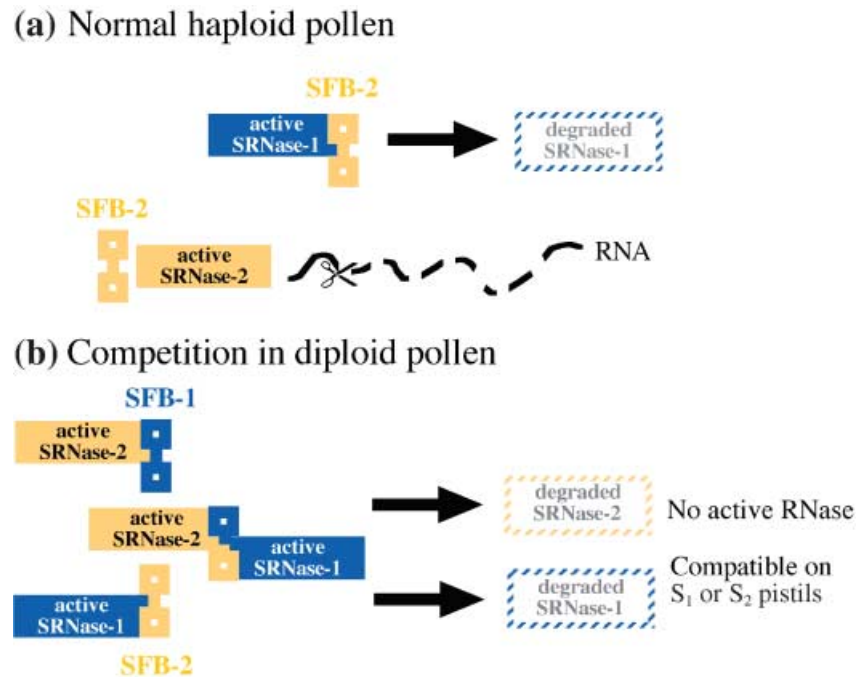 (a) Normal haploid pollen
SFB-2
active
SRNase-1
degraded
SRNase-1
SFB-2
active
SRNase-2
RNA
(b) Competition in diploid pollen
SFB-1
active
SRNase-2
degraded
SRNase-2
No active RNase
active
SRNase-2
active
SRNase-1
active
SRNase-1
degraded
SRNase-1
Compatible on
S₁ or S₂ pistils
SFB-2